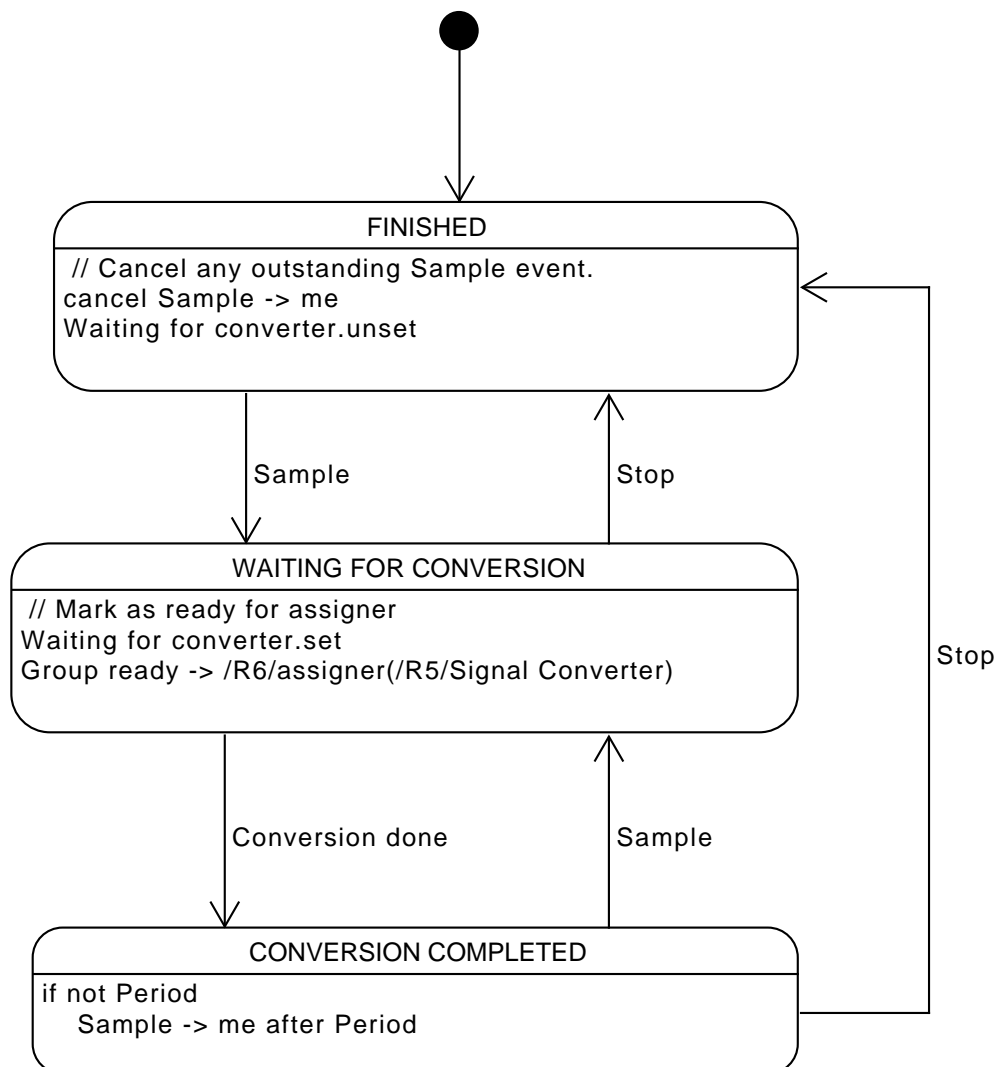 FINISHED
// Cancel any outstanding Sample event.
cancel Sample -> me
Waiting for converter.unset
Sample
Stop
WAITING FOR CONVERSION
// Mark as ready for assigner
Waiting for converter.set
Group ready -> /R6/assigner(/R5/Signal Converter)
Stop
Conversion done
Sample
CONVERSION COMPLETED
if not Period
Sample -> me after Period